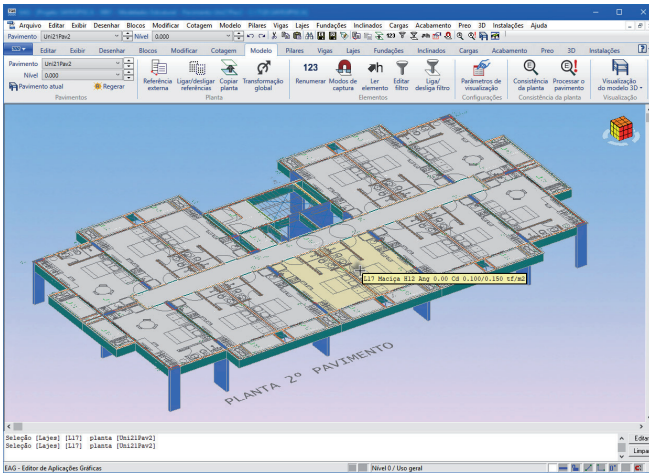 Arquivo Editar Exibir Desenhar Blocos Modificar Cotagem Modelo Pilares Vigas Lajes Fundações Inclinados Cargas Acabamento Preo 3D Instalações Ajuda
Pavimento Uni21Pav2 Nível 0.000
Editar Exibir Desenhar Blocos Modificar Cotagem Modelo Pilares Vigas Lajes Fundações Inclinados Cargas Acabamento Preo 3D Instalações
Pavimento Uni21Pav2
Nível 0.000
Pavimento atual Regerar
Referência externa
Ligar/desligar referências
Copiar planta
Transformação global
123
Renumerar
Modos de captura
Ler elemento
Editar filtro
Liga/desliga filtro
Parâmetros de visualização
Consistência da planta
Processar o pavimento
Visualização do modelo 3D
Pavimentos Planta Elementos Configurações Consistência da planta Visualização
L17 Maciça H12 Ang 0.00 Cd 0.100/0.150 tf/m2
PLANTA 2º PAVIMENTO
Seleção [Lajes] [L17] planta [Uni21Pav2]
Seleção [Lajes] [L17] planta [Uni21Pav2]
Editar
Limpa
EAG - Editor de Aplicações Gráficas
Nível 0 / Uso geral